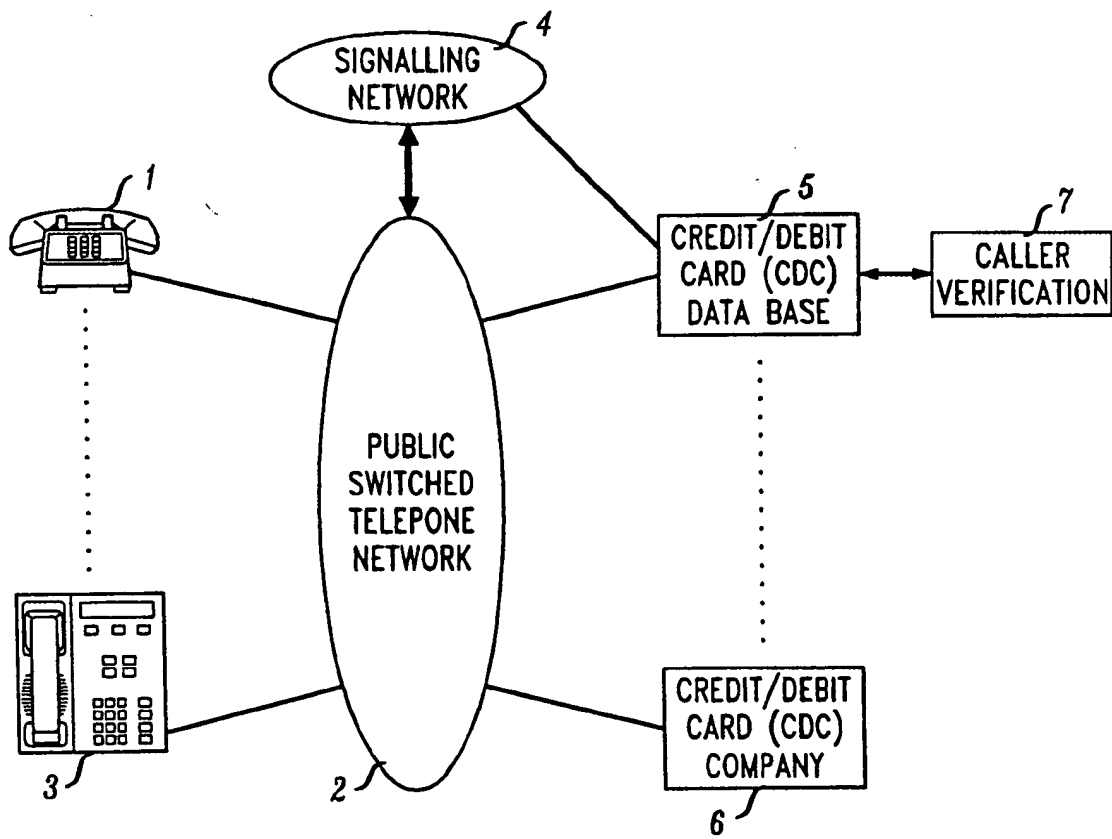 4
SIGNALLING
NETWORK
1
5
CREDIT/DEBIT
CARD (CDC)
DATA BASE
7
CALLER
VERIFICATION
PUBLIC
SWITCHED
TELEPONE
NETWORK
3
2
CREDIT/DEBIT
CARD (CDC)
COMPANY
6